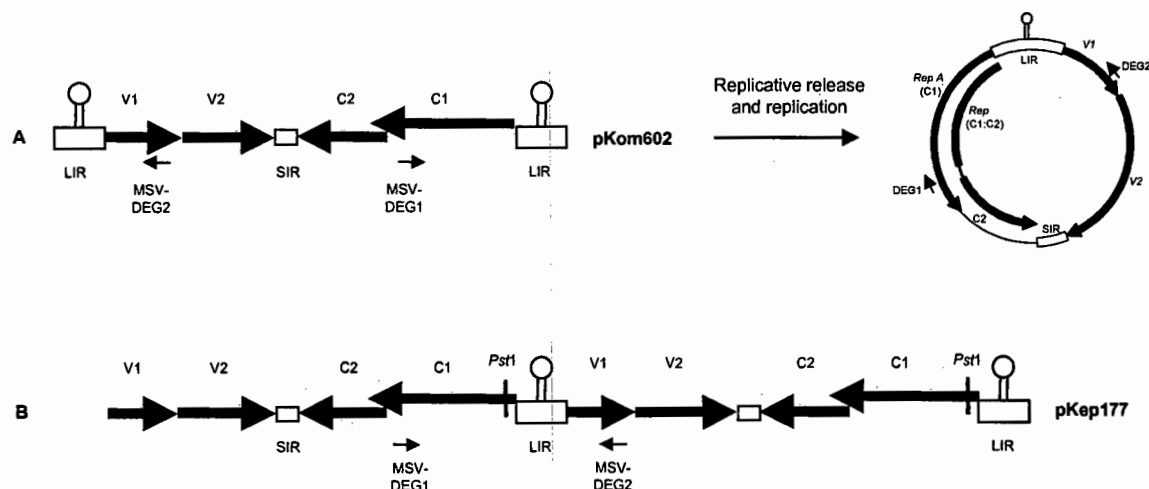 V1 V2 C2 C1
A
LIR
MSV-
DEG2
SIR
MSV-
DEG1
LIR
pKom602
Replicative release
and replication
V1
DEG2
LIR
Rep A
(C1)
Rep
(C1:C2)
V2
DEG1
C2
SIR
V1 V2 C2 C1 Pst1 V1 V2 C2 C1 Pst1
B
pKep177
SIR
MSV-
DEG1
LIR
MSV-
DEG2
LIR